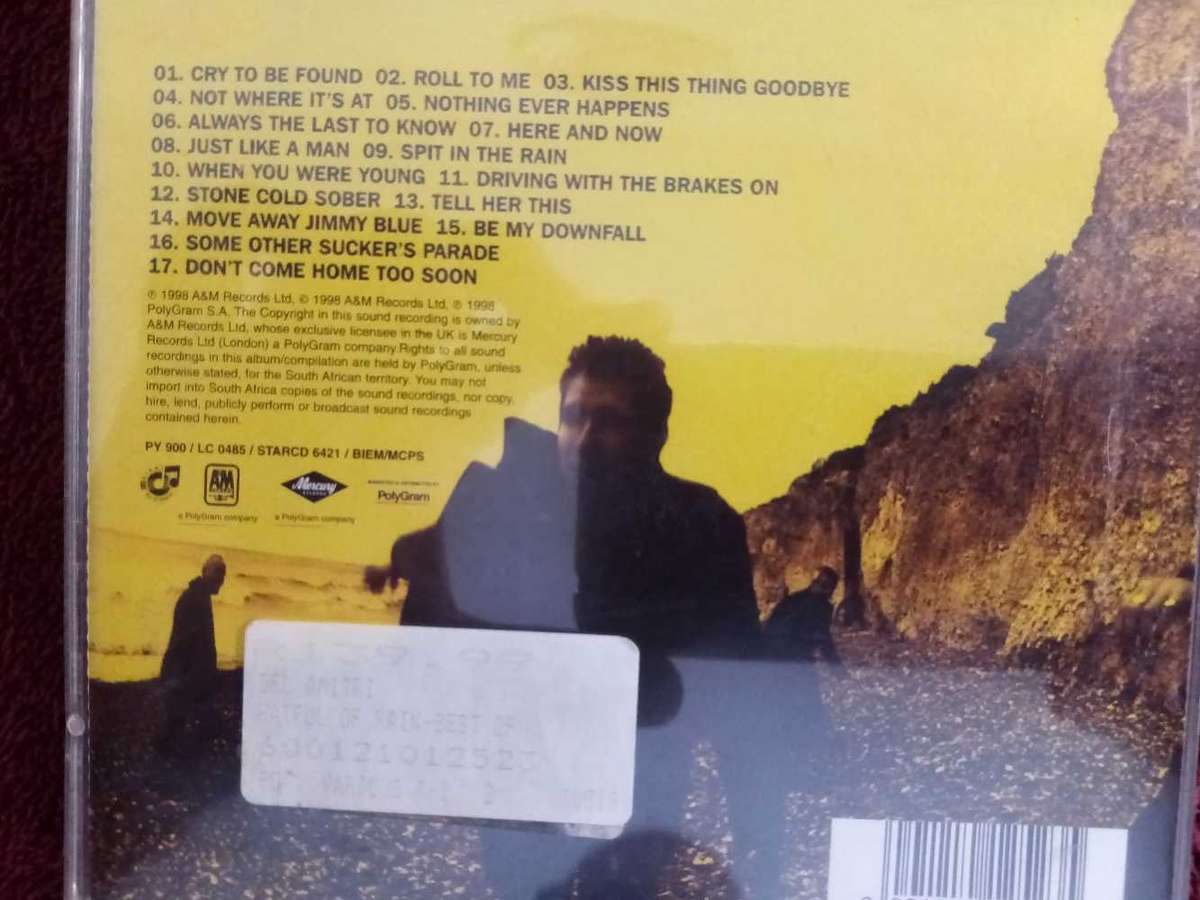 01. CRY TO BE FOUND 02. ROLL TO ME 03. KISS THIS THING GOODBYE
04. NOT WHERE IT'S AT 05. NOTHING EVER HAPPENS
06. ALWAYS THE LAST TO KNOW 07. HERE AND NOW
08. JUST LIKE A MAN 09. SPIT IN THE RAIN
10. WHEN YOU WERE YOUNG 11. DRIVING WITH THE BRAKES ON
12. STONE COLD SOBER 13. TELL HER THIS
14. MOVE AWAY JIMMY BLUE 15. BE MY DOWNFALL
16. SOME OTHER SUCKER'S PARADE
17. DON'T COME HOME TOO SOON
℗ 1998 A&M Records Ltd, © 1998 A&M Records Ltd, ℗ 1998
PolyGram S.A. The Copyright in this sound recording is owned by
A&M Records Ltd, whose exclusive licensee in the UK is Mercury
Records Ltd (London) a PolyGram company.Rights to all sound
recordings in this album/compilation are held by PolyGram, unless
otherwise stated, for the South African territory. You may not
import into South Africa copies of the sound recordings, nor copy,
hire, lend, publicly perform or broadcast sound recordings
contained herein.
PY 900 / LC 0485 / STARCD 6421 / BIEM/MCPS
A&M
Mercury
RECORDS
MARKETED & DISTRIBUTED BY
PolyGram
a PolyGram company
a PolyGram company
DEL AMITRI
HATFUL OF RAIN-BEST OF